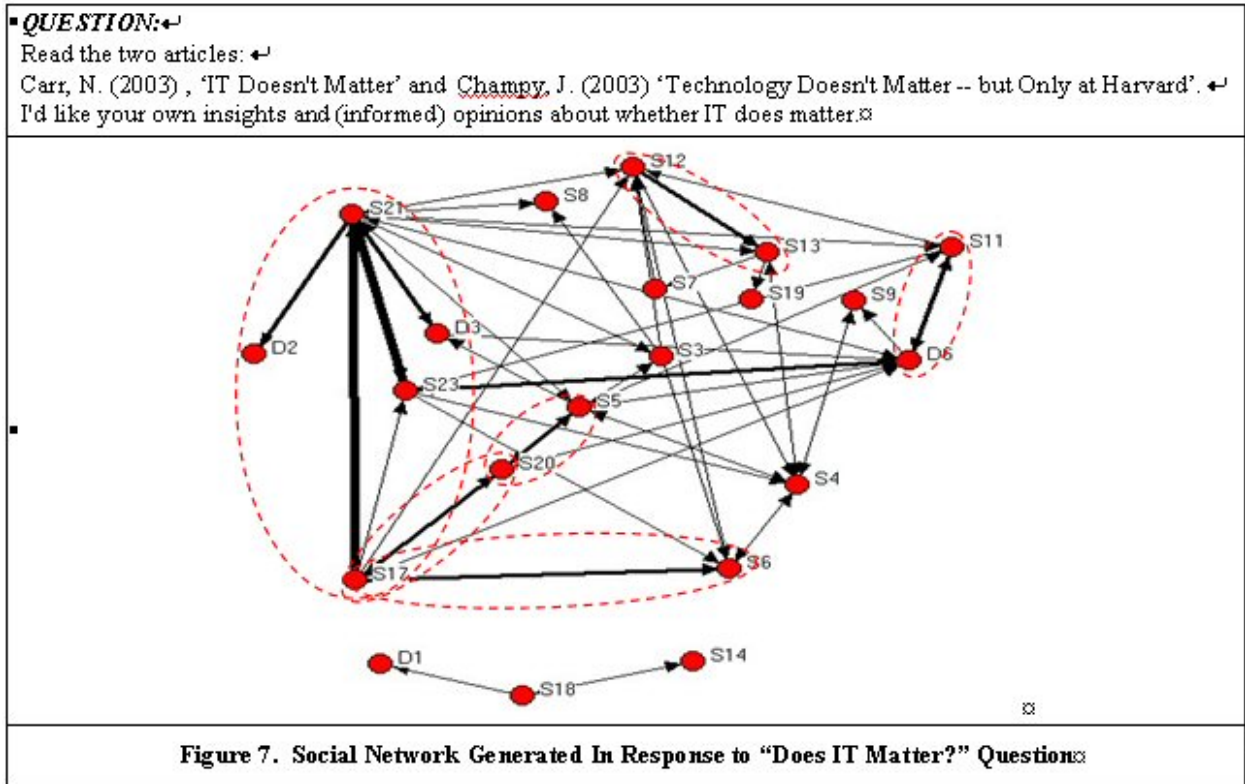 QUESTION:↵
Read the two articles: ↵
Carr, N. (2003) , 'IT Doesn't Matter' and Champy, J. (2003) 'Technology Doesn't Matter -- but Only at Harvard'. ↵
I'd like your own insights and (informed) opinions about whether IT does matter.¤
S12
S8
S21
S13
S11
S7
S19
S9
D3
D2
S3
D6
S23
S5
S20
S4
S6
S17
D1
S14
S18
¤
Figure 7. Social Network Generated In Response to "Does IT Matter?" Question¤